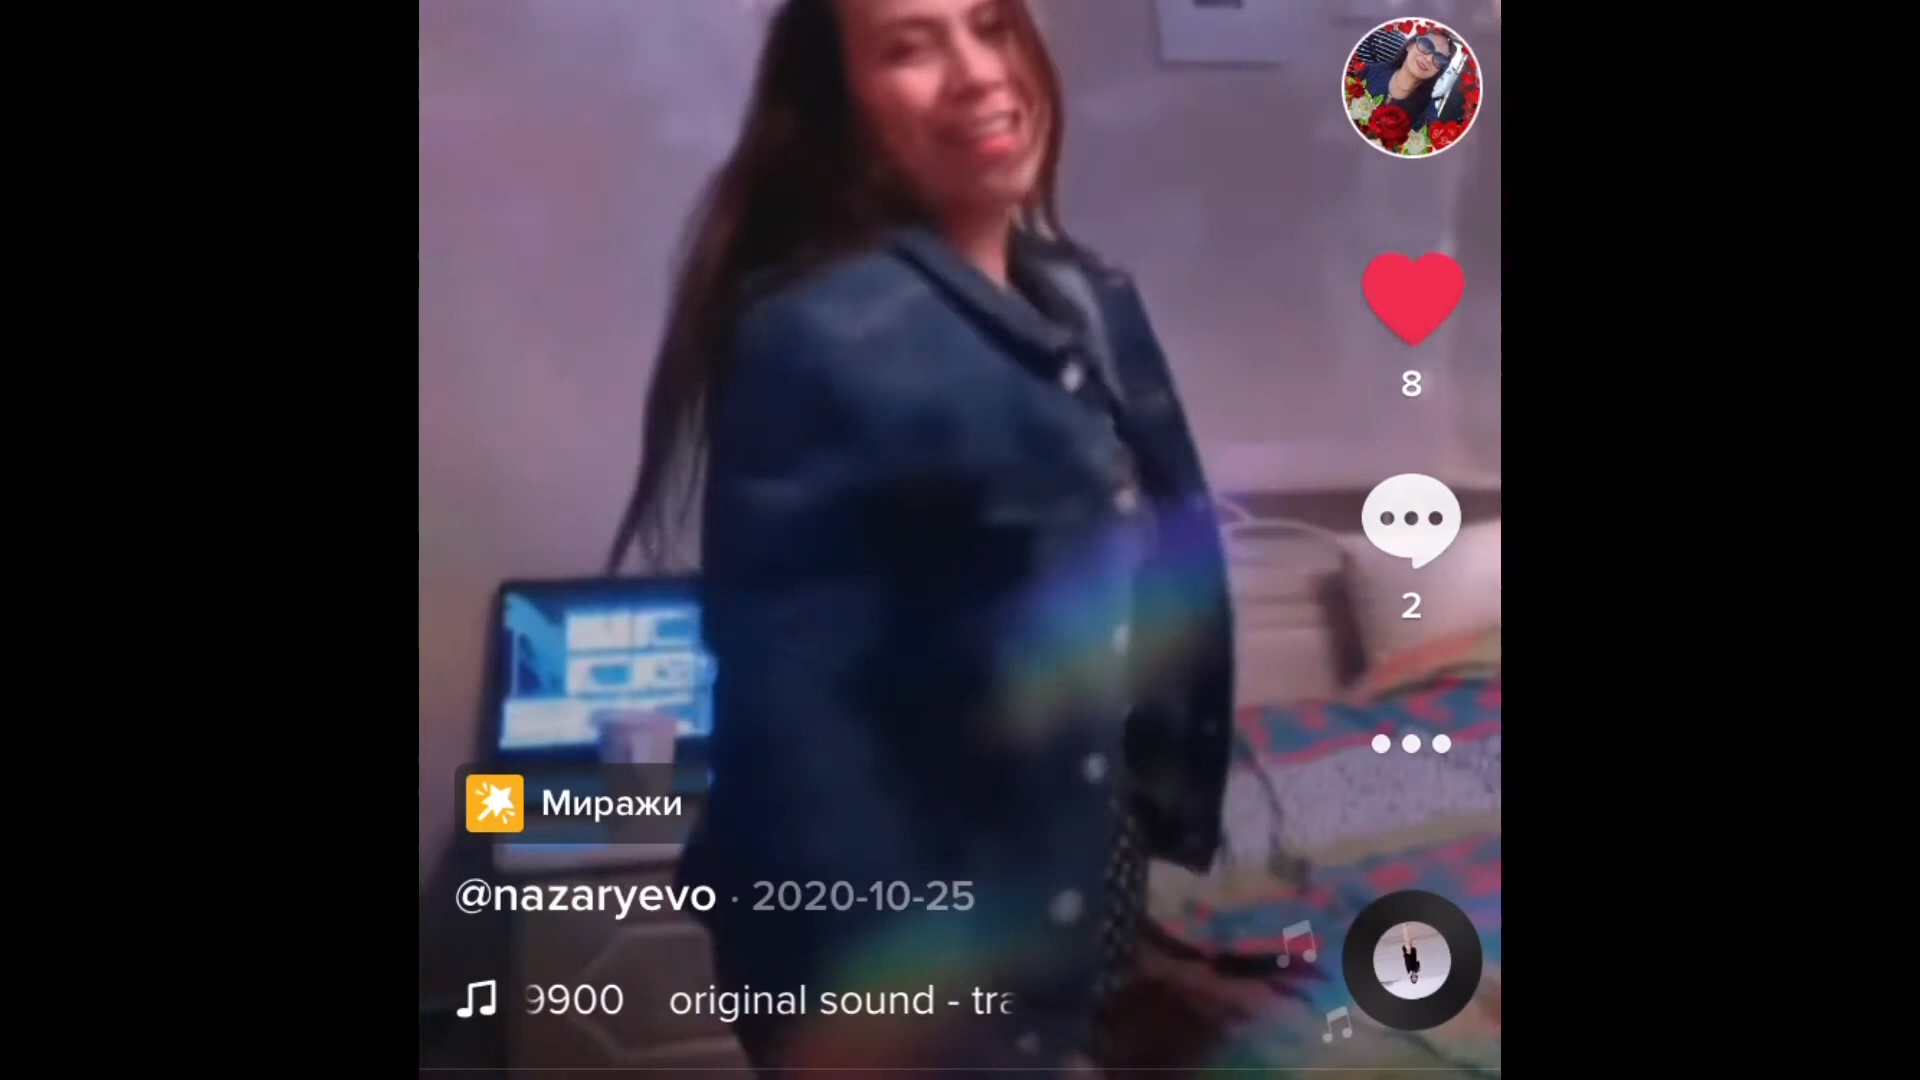 8
2
Миражи
@nazaryevo · 2020-10-25
9900 original sound - tra